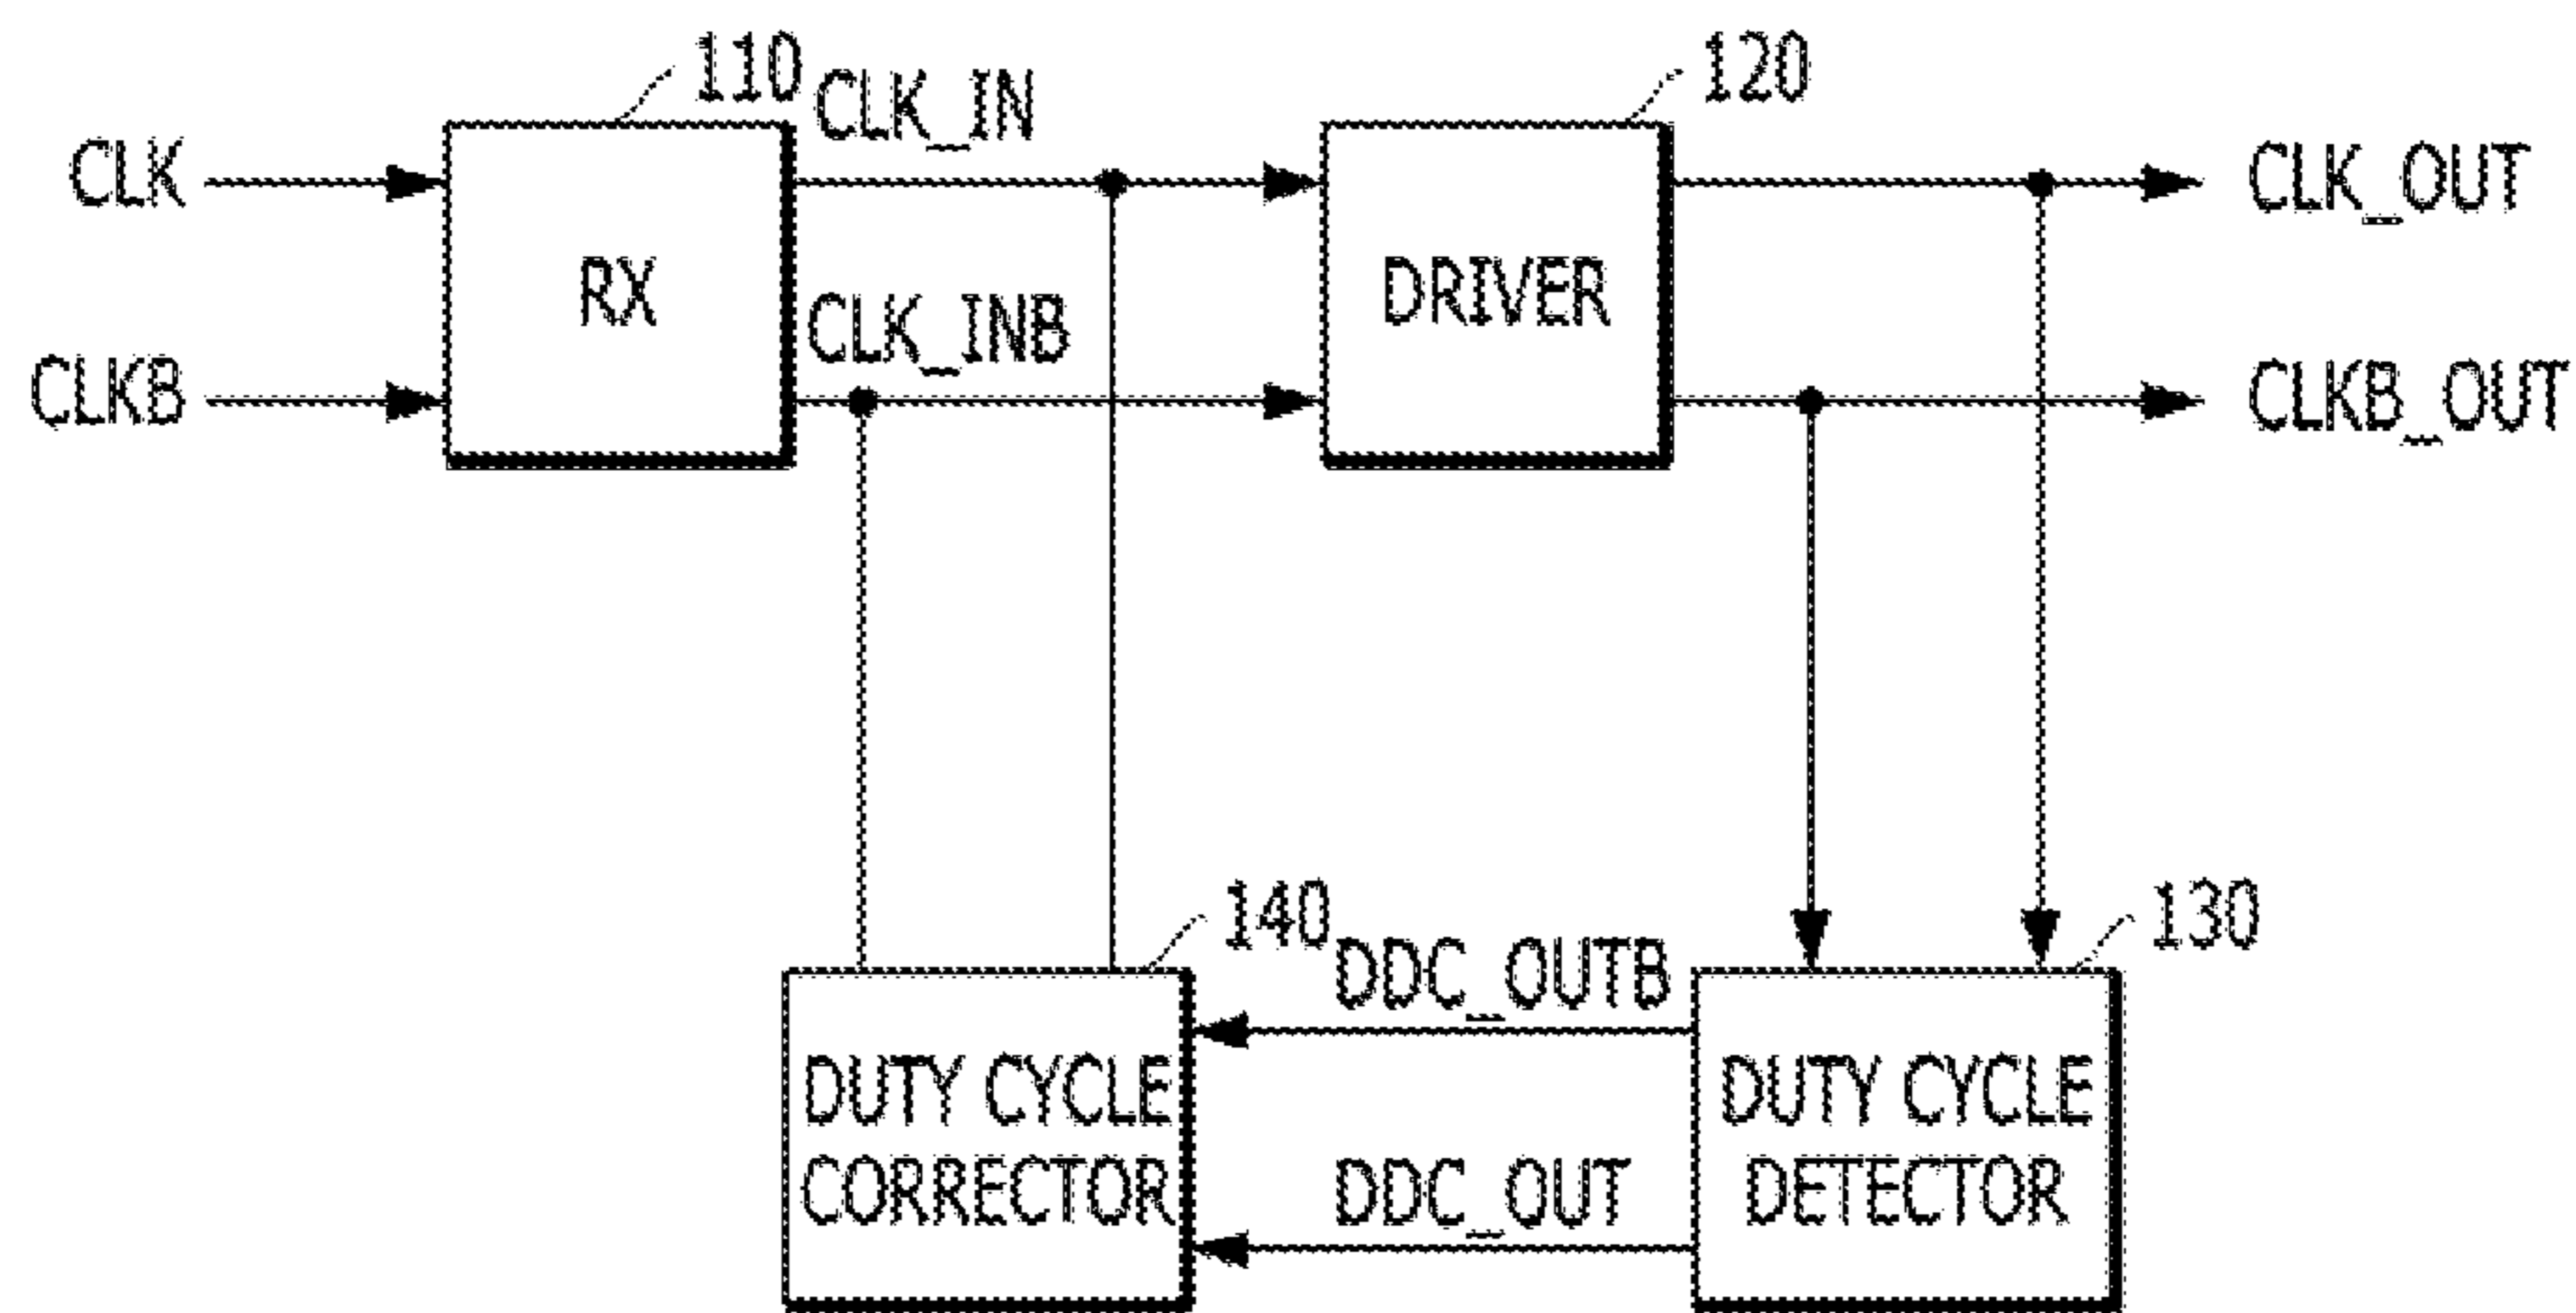 110
CLK_IN
120
CLK
CLK_OUT
RX
DRIVER
CLK_INB
CLKB
CLKB_OUT
140
DDC_OUTB
130
DUTY CYCLE
CORRECTOR
DDC_OUT
DUTY CYCLE
DETECTOR